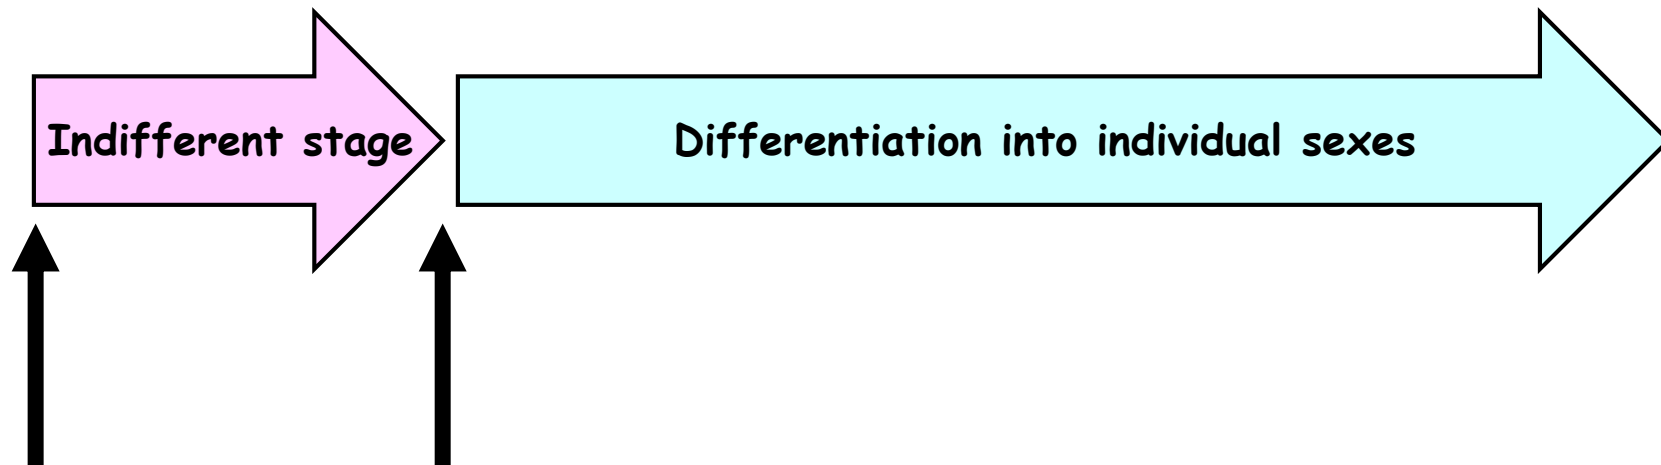 Indifferent stage
Differentiation into individual sexes